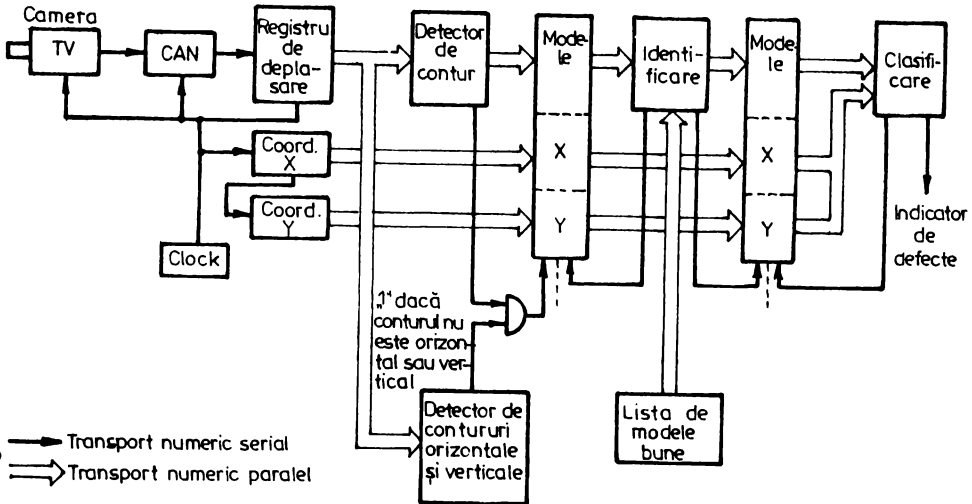 Camera
TV
CAN
Registru
de
depla-
sare
Detector
de
contur
Mode-
le
Identi-
ficare
Mode-
le
Clasifi-
care
Coord.
X
X
X
Coord.
Y
Y
Y
Clock
Indicator
de
defecte
„1" dacă
conturul nu
este orizon-
tal sau ver-
tical
Detector de
contururi
orizontale
și verticale
Lista de
modele
bune
Transport numeric serial
Transport numeric paralel